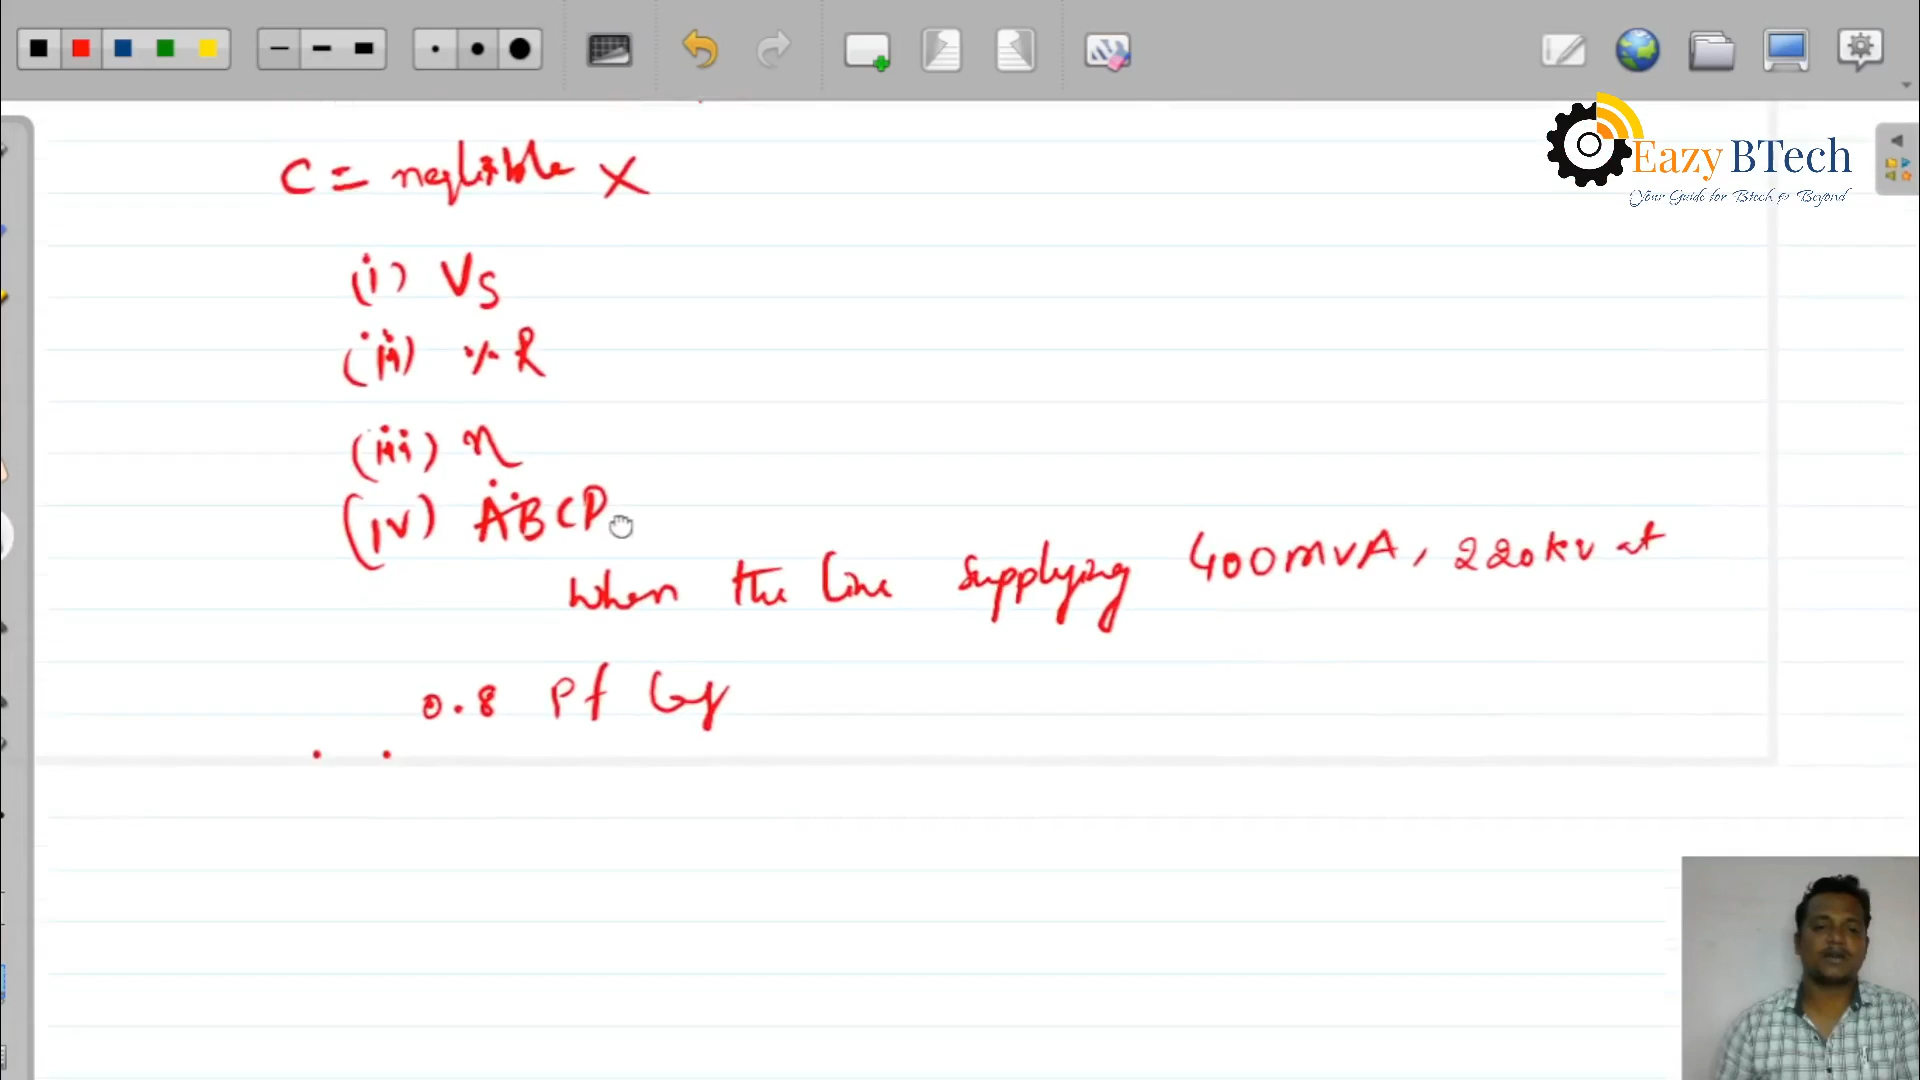 Eazy BTech
Your Guide for Btech & Beyond
C = neglisible X
(i) Vs
(ii) % R
(iii) η
(iv) ABCD
when the line supplying 400mVA, 220kv at
0.8 Pf Lag